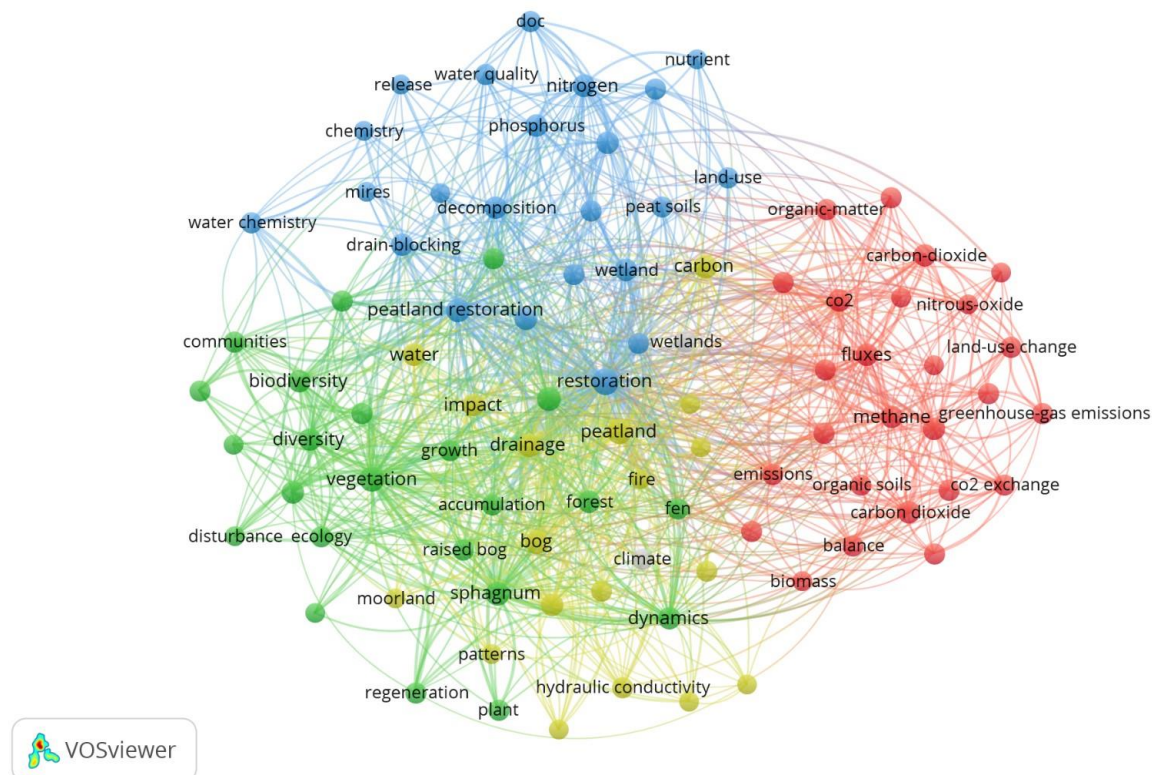 doc
nutrient
water quality
release
nitrogen
phosphorus
chemistry
land-use
mires
decomposition
peat soils
organic-matter
water chemistry
drain-blocking
carbon-dioxide
wetland
carbon
co2
nitrous-oxide
peatland restoration
communities
wetlands
land-use change
water
fluxes
biodiversity
restoration
impact
greenhouse-gas emissions
methane
peatland
diversity
drainage
growth
vegetation
fire
emissions
organic soils
co2 exchange
accumulation
forest
fen
carbon dioxide
disturbance
ecology
bog
raised bog
balance
climate
biomass
moorland
sphagnum
dynamics
patterns
regeneration
hydraulic conductivity
plant
VOSviewer